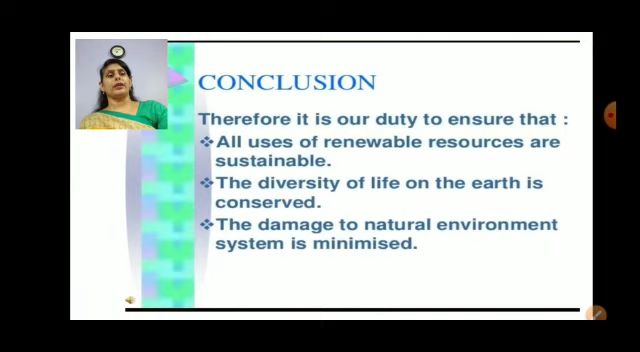 CONCLUSION
Therefore it is our duty to ensure that :
❖All uses of renewable resources are
sustainable.
❖The diversity of life on the earth is
conserved.
❖The damage to natural environment
system is minimised.